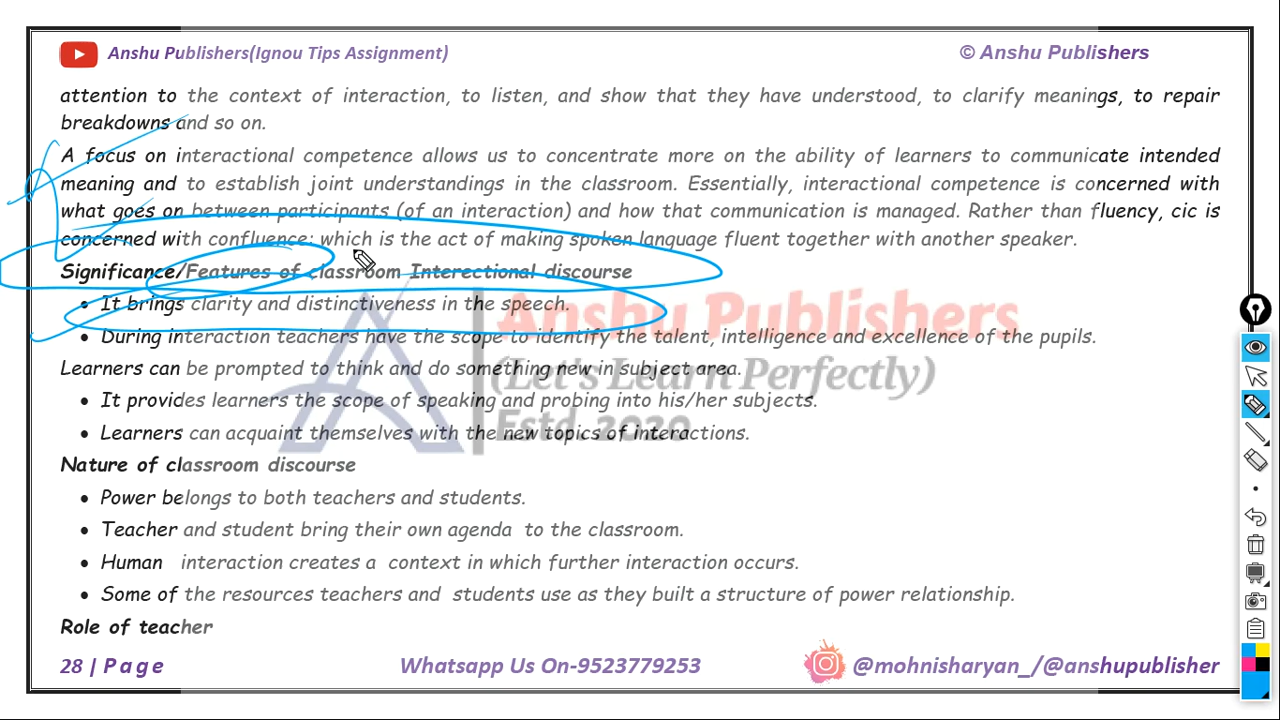 Anshu Publishers(Ignou Tips Assignment)
© Anshu Publishers
attention to the context of interaction, to listen, and show that they have understood, to clarify meanings, to repair
breakdowns and so on.
A focus on interactional competence allows us to concentrate more on the ability of learners to communicate intended
meaning and to establish joint understandings in the classroom. Essentially, interactional competence is concerned with
what goes on between participants (of an interaction) and how that communication is managed. Rather than fluency, cic is
concerned with confluence; which is the act of making spoken language fluent together with another speaker.
Significance/Features of classroom Interectional discourse
• It brings clarity and distinctiveness in the speech.
• During interaction teachers have the scope to identify the talent, intelligence and excellence of the pupils.
Learners can be prompted to think and do something new in subject area.
• It provides learners the scope of speaking and probing into his/her subjects.
• Learners can acquaint themselves with the new topics of interactions.
Nature of classroom discourse
• Power belongs to both teachers and students.
• Teacher and student bring their own agenda to the classroom.
• Human interaction creates a context in which further interaction occurs.
• Some of the resources teachers and students use as they built a structure of power relationship.
Role of teacher
Anshu Publishers
(Let's Learn Perfectly)
Estd. 2020
28 | Page
Whatsapp Us On-9523779253
@mohnisharyan_/@anshupublisher